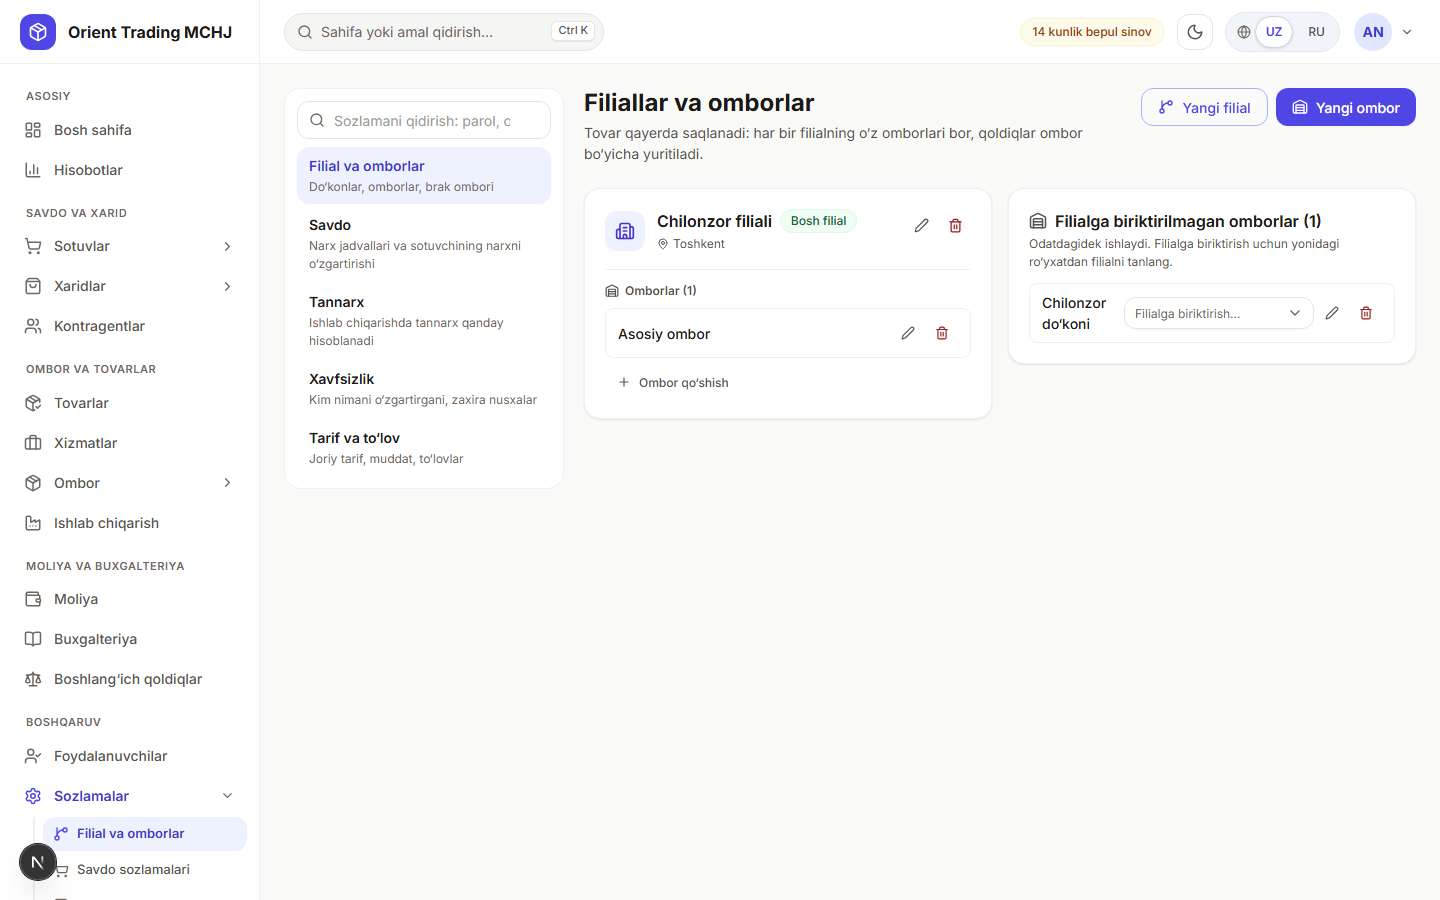 Orient Trading MCHJ
Sahifa yoki amal qidirish...
Ctrl K
14 kunlik bepul sinov
UZ
RU
AN
ASOSIY
Bosh sahifa
Hisobotlar
SAVDO VA XARID
Sotuvlar
Xaridlar
Kontragentlar
OMBOR VA TOVARLAR
Tovarlar
Xizmatlar
Ombor
Ishlab chiqarish
MOLIYA VA BUXGALTERIYA
Moliya
Buxgalteriya
Boshlang‘ich qoldiqlar
BOSHQARUV
Foydalanuvchilar
Sozlamalar
Filial va omborlar
Savdo sozlamalari
N
Sozlamani qidirish: parol, c
Filial va omborlar
Do‘konlar, omborlar, brak ombori
Savdo
Narx jadvallari va sotuvchining narxni
o‘zgartirishi
Tannarx
Ishlab chiqarishda tannarx qanday
hisoblanadi
Xavfsizlik
Kim nimani o‘zgartirgani, zaxira nusxalar
Tarif va to‘lov
Joriy tarif, muddat, to‘lovlar
Filiallar va omborlar
Tovar qayerda saqlanadi: har bir filialning o‘z omborlari bor, qoldiqlar ombor
bo‘yicha yuritiladi.
Yangi filial
Yangi ombor
Chilonzor filiali
Bosh filial
Toshkent
Omborlar (1)
Asosiy ombor
Ombor qo‘shish
Filialga biriktirilmagan omborlar (1)
Odatdagidek ishlaydi. Filialga biriktirish uchun yonidagi
ro‘yxatdan filialni tanlang.
Chilonzor
do‘koni
Filialga biriktirish...